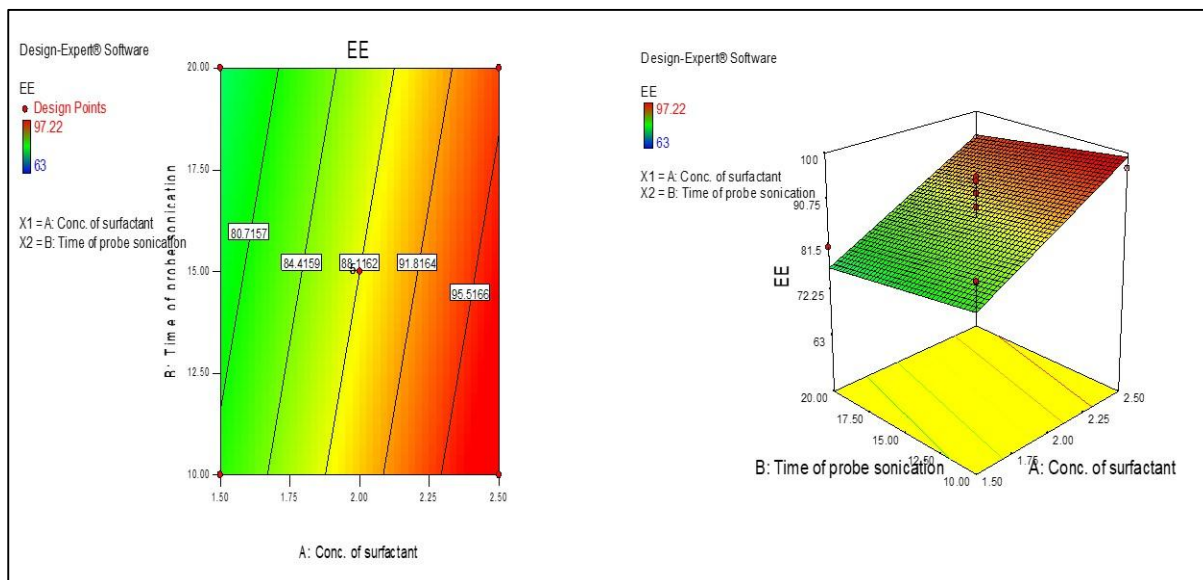 Design-Expert® Software
EE
Design Points
97.22
63
X1 = A: Conc. of surfactant
X2 = B: Time of probe sonication
EE
20.00
17.50
15.00
12.50
10.00
B: Time of probe sonication
80.7157
84.4159
88.1162
91.8164
95.5166
1.50
1.75
2.00
2.25
2.50
A: Conc. of surfactant
Design-Expert® Software
EE
97.22
63
X1 = A: Conc. of surfactant
X2 = B: Time of probe sonication
100
90.75
81.5
72.25
63
EE
20.00
17.50
15.00
12.50
10.00
B: Time of probe sonication
1.50
1.75
2.00
2.25
2.50
A: Conc. of surfactant